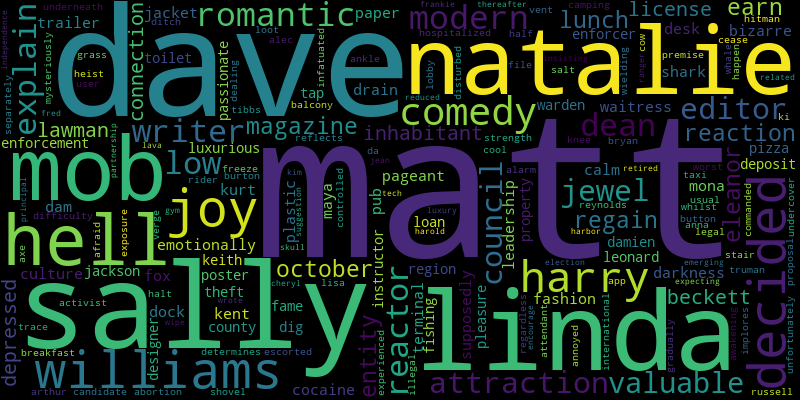 dave
natalie
matt
sally
linda
mob
hell
joy
harry
williams
romantic
modern
comedy
lunch
license
earn
explain
trailer
jacket
paper
ditch
toilet
connection
passionate
tap
drain
loot
alec
infatuated
ankle
balcony
underneath
grass
heist
user
mysteriously
separately
independence
fred
frankie
thereafter
vent
camping
hospitalized
half
enforcer
desk
bizarre
hitman
cease
cow
ranger
premise
whale
happen
shark
salt
file
insisting
wielding
disturbed
lobby
reduced
related
warden
waitress
editor
reaction
ki
dean
lawman
enforcement
writer
magazine
tibbs
dealing
reflects
inhabitant
strength
cool
knee
bryan
da
jean
alarm
retired
pizza
deposit
worst
luxurious
low
lava
partnership
freeze
burton
rider
kurt
kim
plastic
suggestion
controlled
maya
pageant
tech
pub
calm
reynolds
taxi
mona
usual
whilst
button
anna
legal
commanded
eleanor
decided
proposal
undercover
jewel
regain
property
leadership
council
loan
luxury
harold
harbor
damien
leonard
stair
darkness
election
emerging
truman
dam
difficulty
principal
gym
verge
afraid
exposure
axe
emotionally
keith
skull
culture
jackson
fox
poster
october
cheryl
lisa
instructor
region
theft
wrote
fame
dig
kent
county
dock
halt
activist
trace
wipe
designer
depressed
breakfast
determines
escorted
arthur
candidate
abortion
shovel
cocaine
entity
experienced
reactor
illegal
terminal
fishing
supposedly
pleasure
regardless
encourage
attendant
annoyed
fashion
app
international
expecting
beckett
gradually
awakening
implores
unfortunately
russell
attraction
valuable